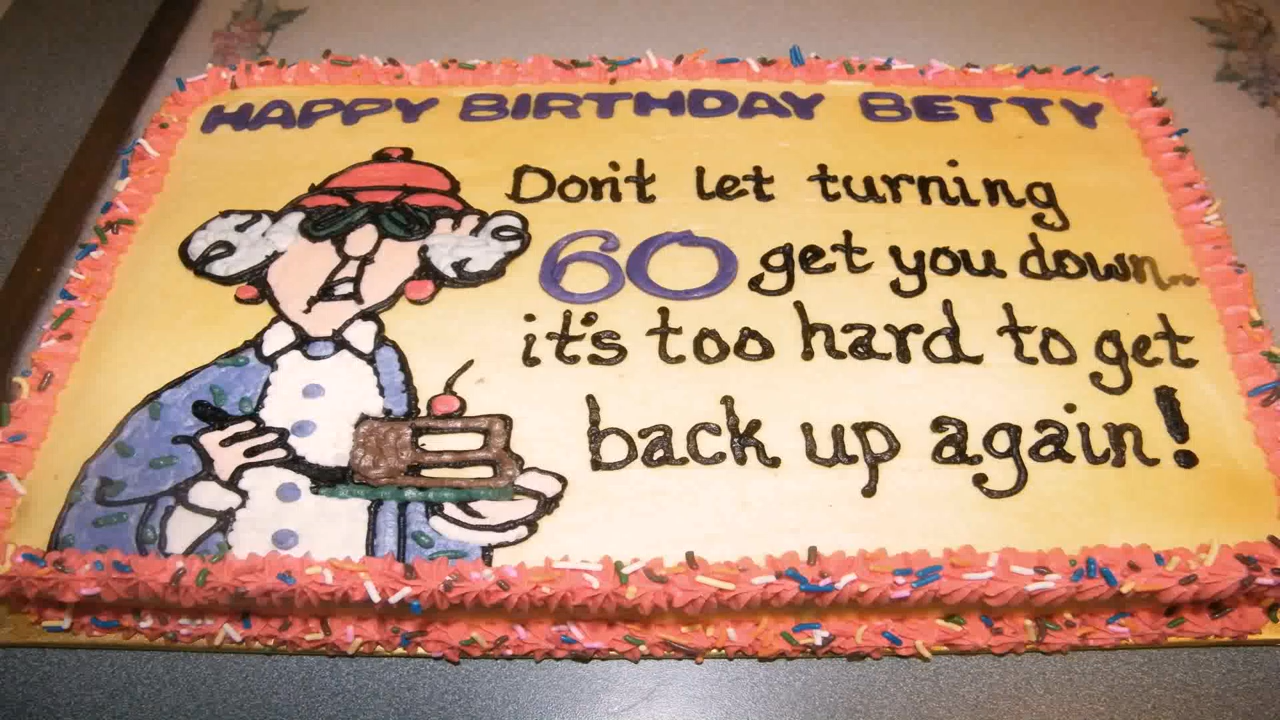 HAPPY BIRTHDAY BETTY
Don't let turning
60 get you down...
it's too hard to get
back up again!